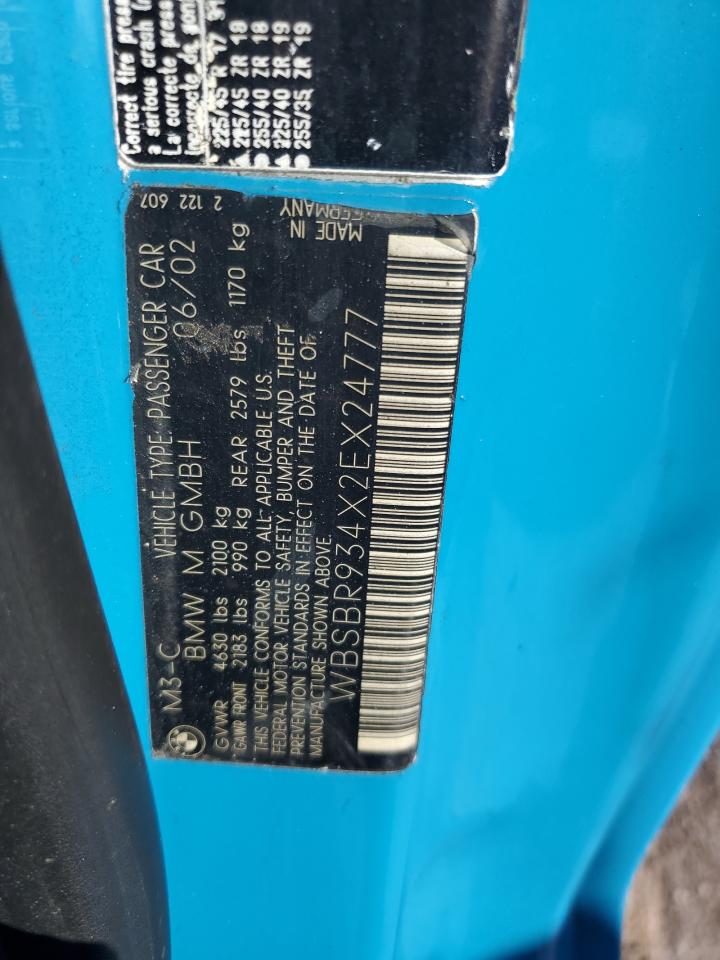 Correct tire pres
a serious crash (
La correcte pres
incorrecte de gon
225/45 ZR 18
255/40 ZR 18
225/40 ZR 19
255/35 ZR 19
2 122 607
M3-C VEHICLE TYPE: PASSENGER CAR
BMW M GMBH 06/02
GVWR 4630 lbs 2100 kg
GAWR FRONT 2183 lbs 990 kg REAR 2579 lbs 1170 kg
THIS VEHICLE CONFORMS TO ALL APPLICABLE U.S.
FEDERAL MOTOR VEHICLE SAFETY, BUMPER AND THEFT
PREVENTION STANDARDS IN EFFECT ON THE DATE OF
MANUFACTURE SHOWN ABOVE.
MADE IN
GERMANY
WBSBR934X2EX24777